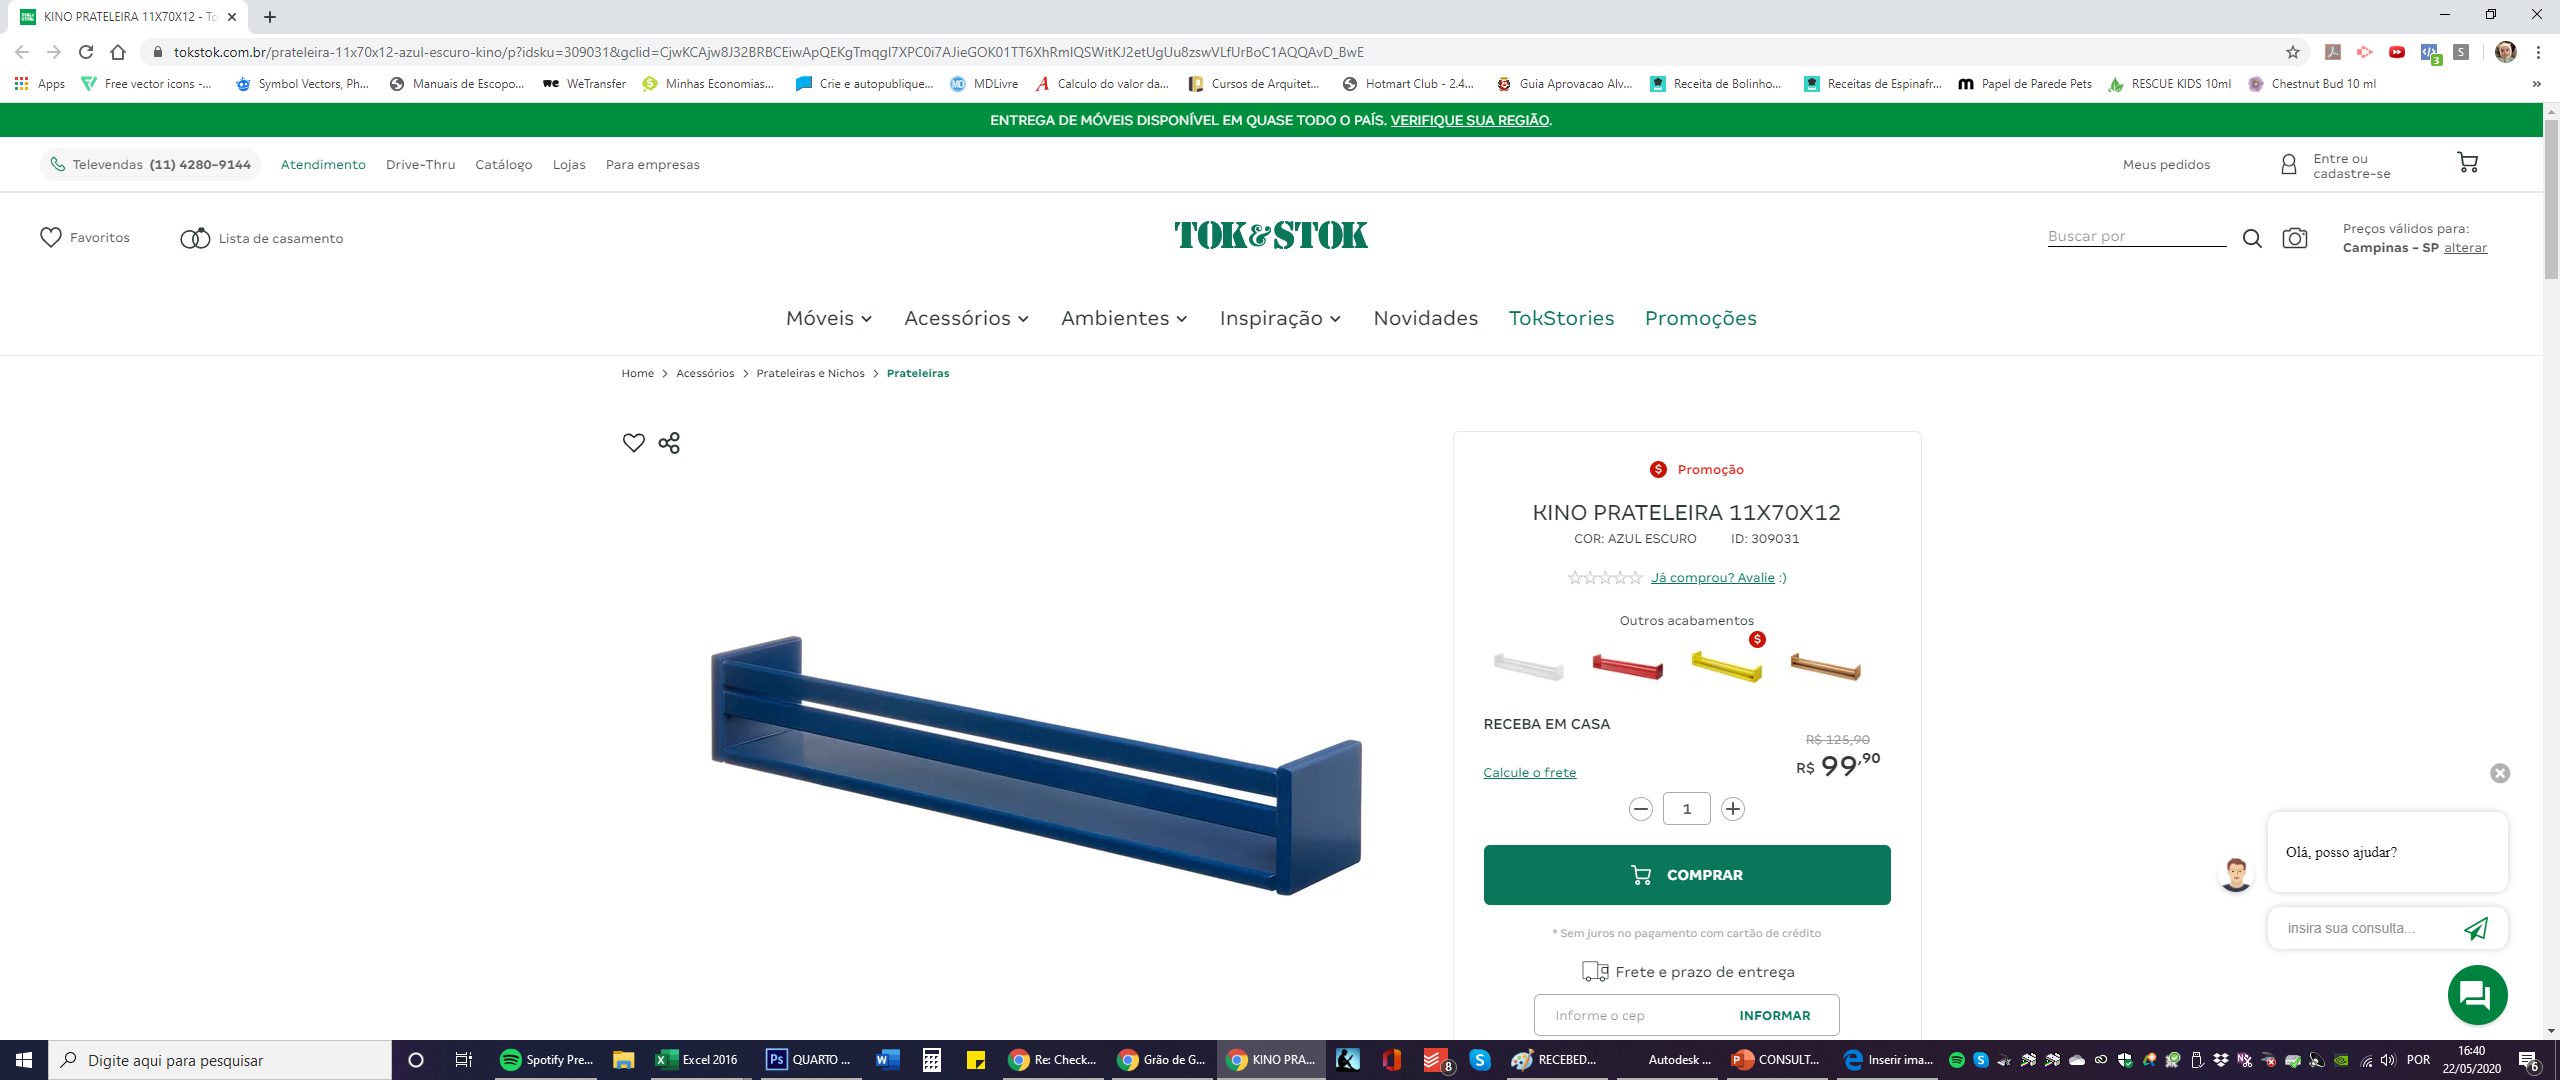 KINO PRATELEIRA 11X70X12 - To
tokstok.com.br/prateleira-11x70x12-azul-escuro-kino/p?idsku=309031&gclid=CjwKCAjw8J32BRBCEiwApQEKgTmqgI7XPC0i7AJieGOK01TT6XhRmIQSWitKJ2etUgUu8zswVLfUrBoC1AQQAvD_BwE
3
S
Apps
Free vector icons -...
Symbol Vectors, Ph...
Manuais de Escopo...
we
WeTransfer
Minhas Economias...
Crie e autopublique...
MD
MDLivre
Calculo do valor da...
Cursos de Arquitet...
Hotmart Club - 2.4...
Guia Aprovacao Alv...
Receita de Bolinho...
Receitas de Espinafr...
Papel de Parede Pets
RESCUE KIDS 10ml
Chestnut Bud 10 ml
»
ENTREGA DE MÓVEIS DISPONÍVEL EM QUASE TODO O PAÍS. VERIFIQUE SUA REGIÃO.
Televendas (11) 4280-9144
Atendimento
Drive-Thru
Catálogo
Lojas
Para empresas
Meus pedidos
Entre ou
cadastre-se
Favoritos
Lista de casamento
TOK&STOK
Buscar por
Preços válidos para:
Campinas - SP alterar
Móveis
Acessórios
Ambientes
Inspiração
Novidades
TokStories
Promoções
Home > Acessórios > Prateleiras e Nichos > Prateleiras
$ Promoção
KINO PRATELEIRA 11X70X12
COR: AZUL ESCURO
ID: 309031
Já comprou? Avalie :)
Outros acabamentos
$
RECEBA EM CASA
R$ 125,90
R$ 99,90
Calcule o frete
1
COMPRAR
* Sem juros no pagamento com cartão de crédito
Frete e prazo de entrega
Informe o cep
INFORMAR
Olá, posso ajudar?
insira sua consulta...
Digite aqui para pesquisar
Spotify Pre...
Excel 2016
Ps
QUARTO ...
Re: Check...
Grão de G...
KINO PRA...
8
RECEBED...
Autodesk ...
CONSULT...
Inserir ima...
POR
16:40
22/05/2020
6